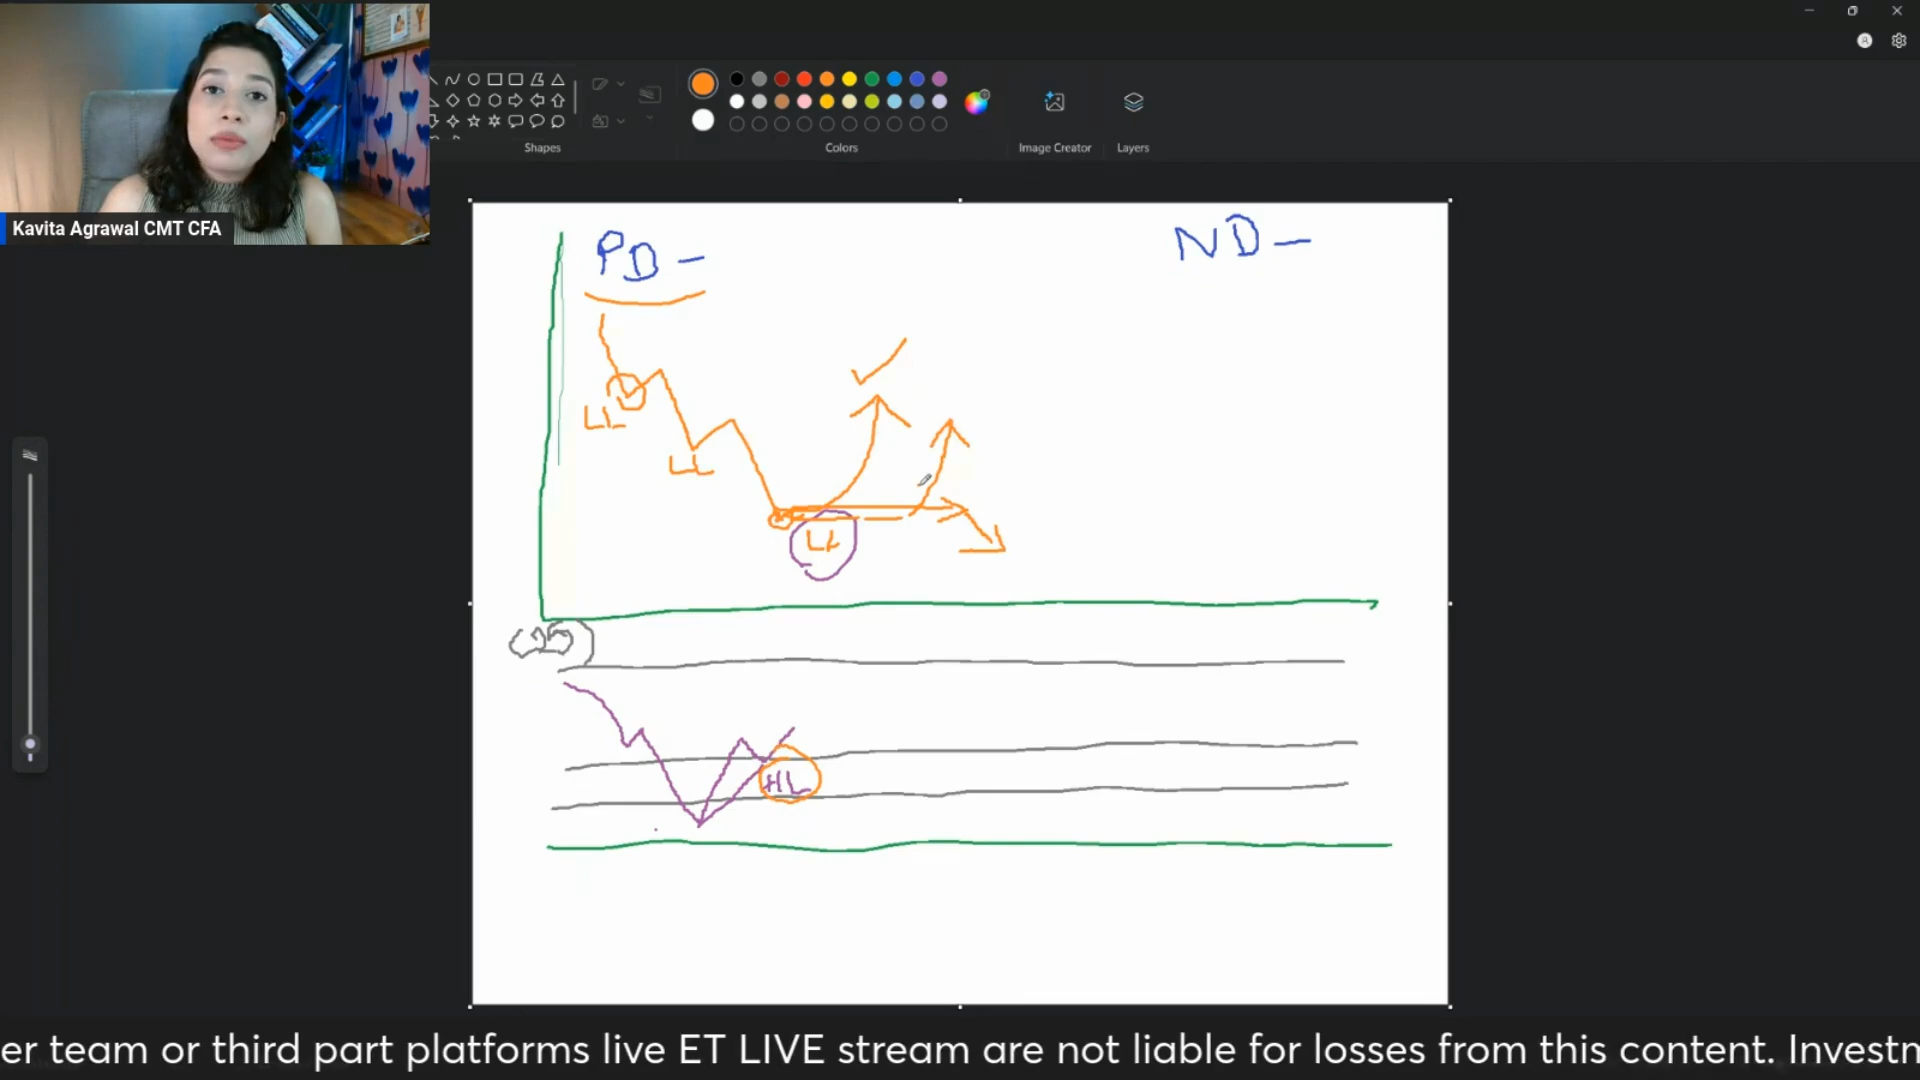 Kavita Agrawal CMT CFA
Shapes
Colors
Image Creator
Layers
PD-
ND-
LL
LL
LL
HL
er team or third part platforms live ET LIVE stream are not liable for losses from this content. Investm